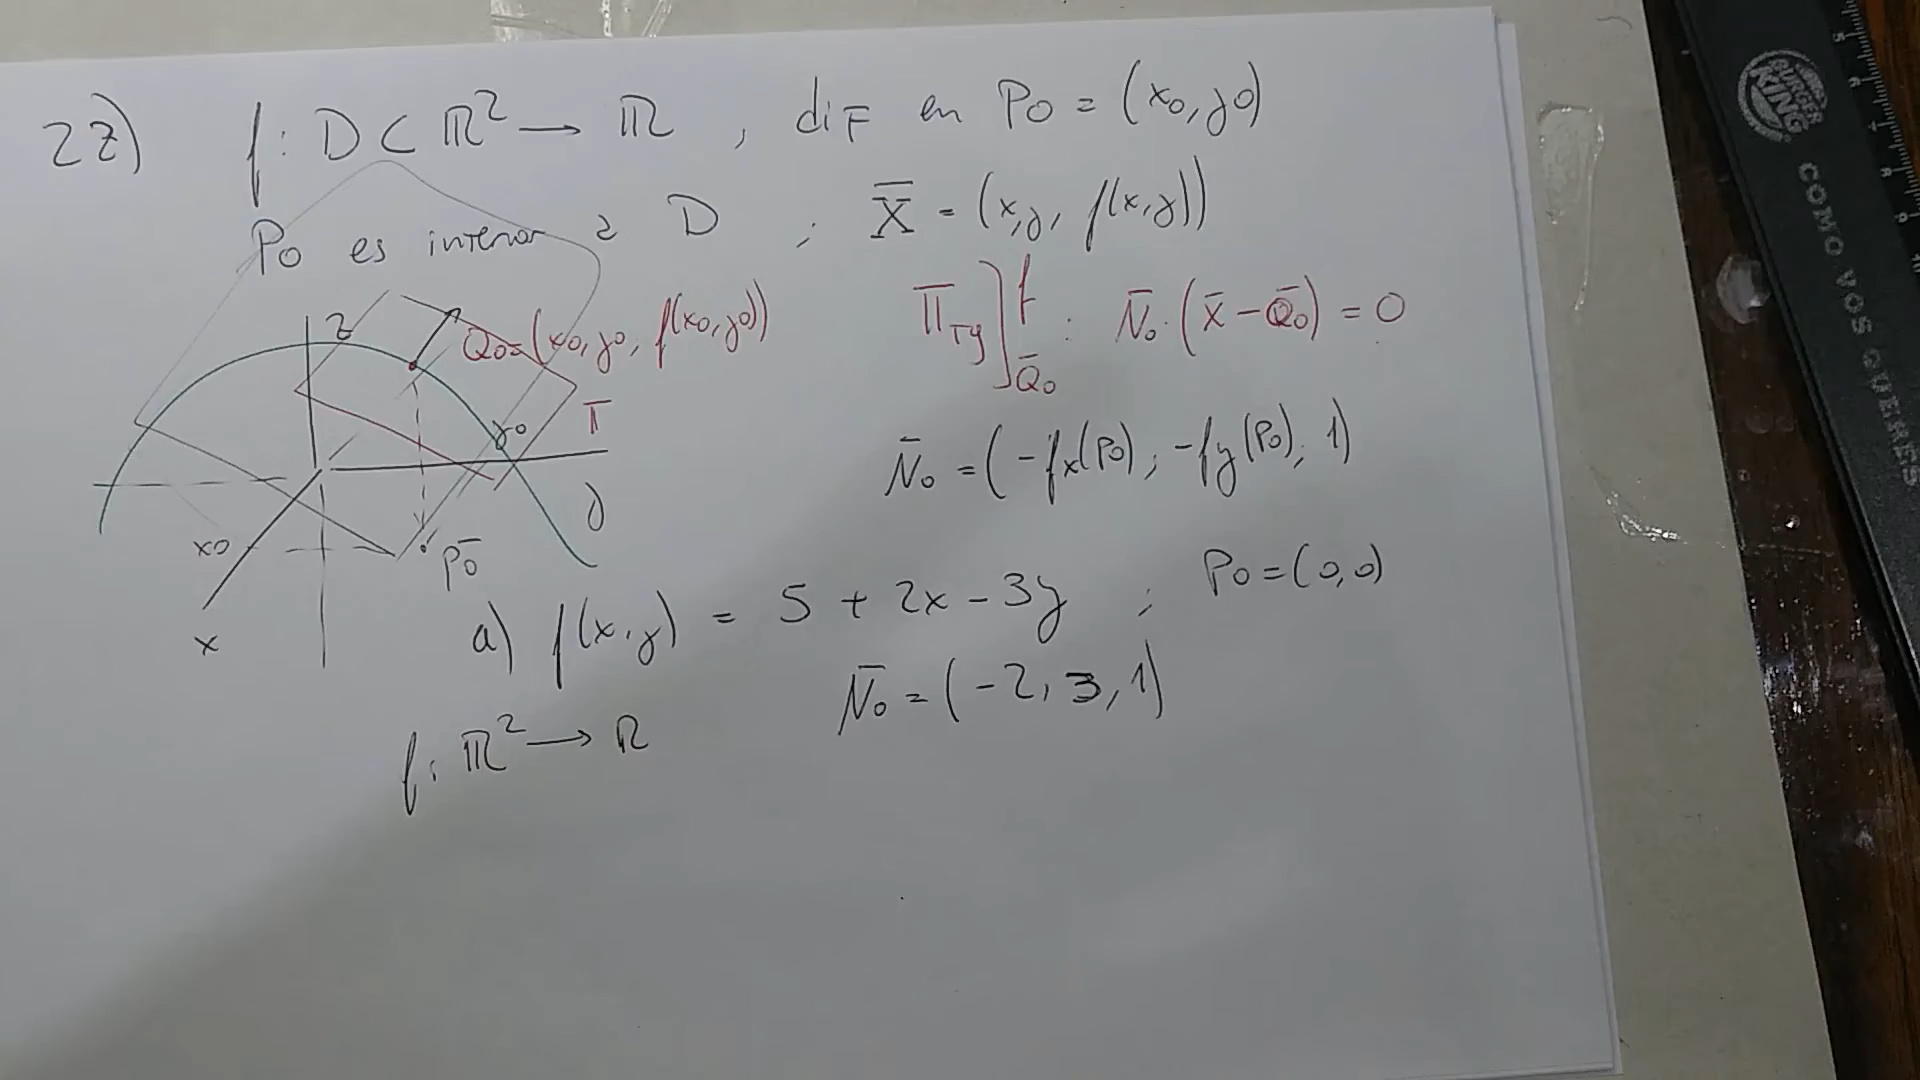 22) f: D ⊂ ℝ² → ℝ, dif en P0 = (x0, y0)
P0 es interior a D ; X̄ = (x, y, f(x,y))
Q0 = (x0, y0, f(x0, y0))
z
π
y0
y
x0
P̄0
x
ΠTg]f Q̄0 : N̄0 · (X̄ - Q̄0) = 0
N̄0 = (-fx(P0), -fy(P0), 1)
a) f(x,y) = 5 + 2x - 3y ; P0 = (0,0)
f: ℝ² → ℝ
N̄0 = (-2, 3, 1)
BURGER KING
COMO VOS QUERES